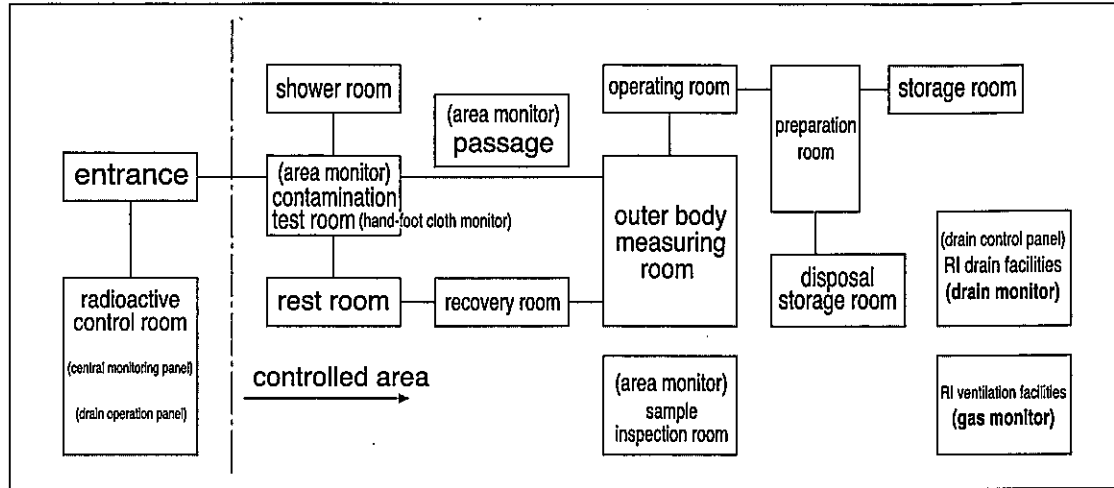 shower room
(area monitor)
passage
operating room
preparation
room
storage room
entrance
(area monitor)
contamination
test room (hand-foot cloth monitor)
outer body
measuring
room
radioactive
control room
(central monitoring panel)
(drain operation panel)
rest room
recovery room
disposal
storage room
(drain control panel)
RI drain facilities
(drain monitor)
controlled area
(area monitor)
sample
inspection room
RI ventilation facilities
(gas monitor)